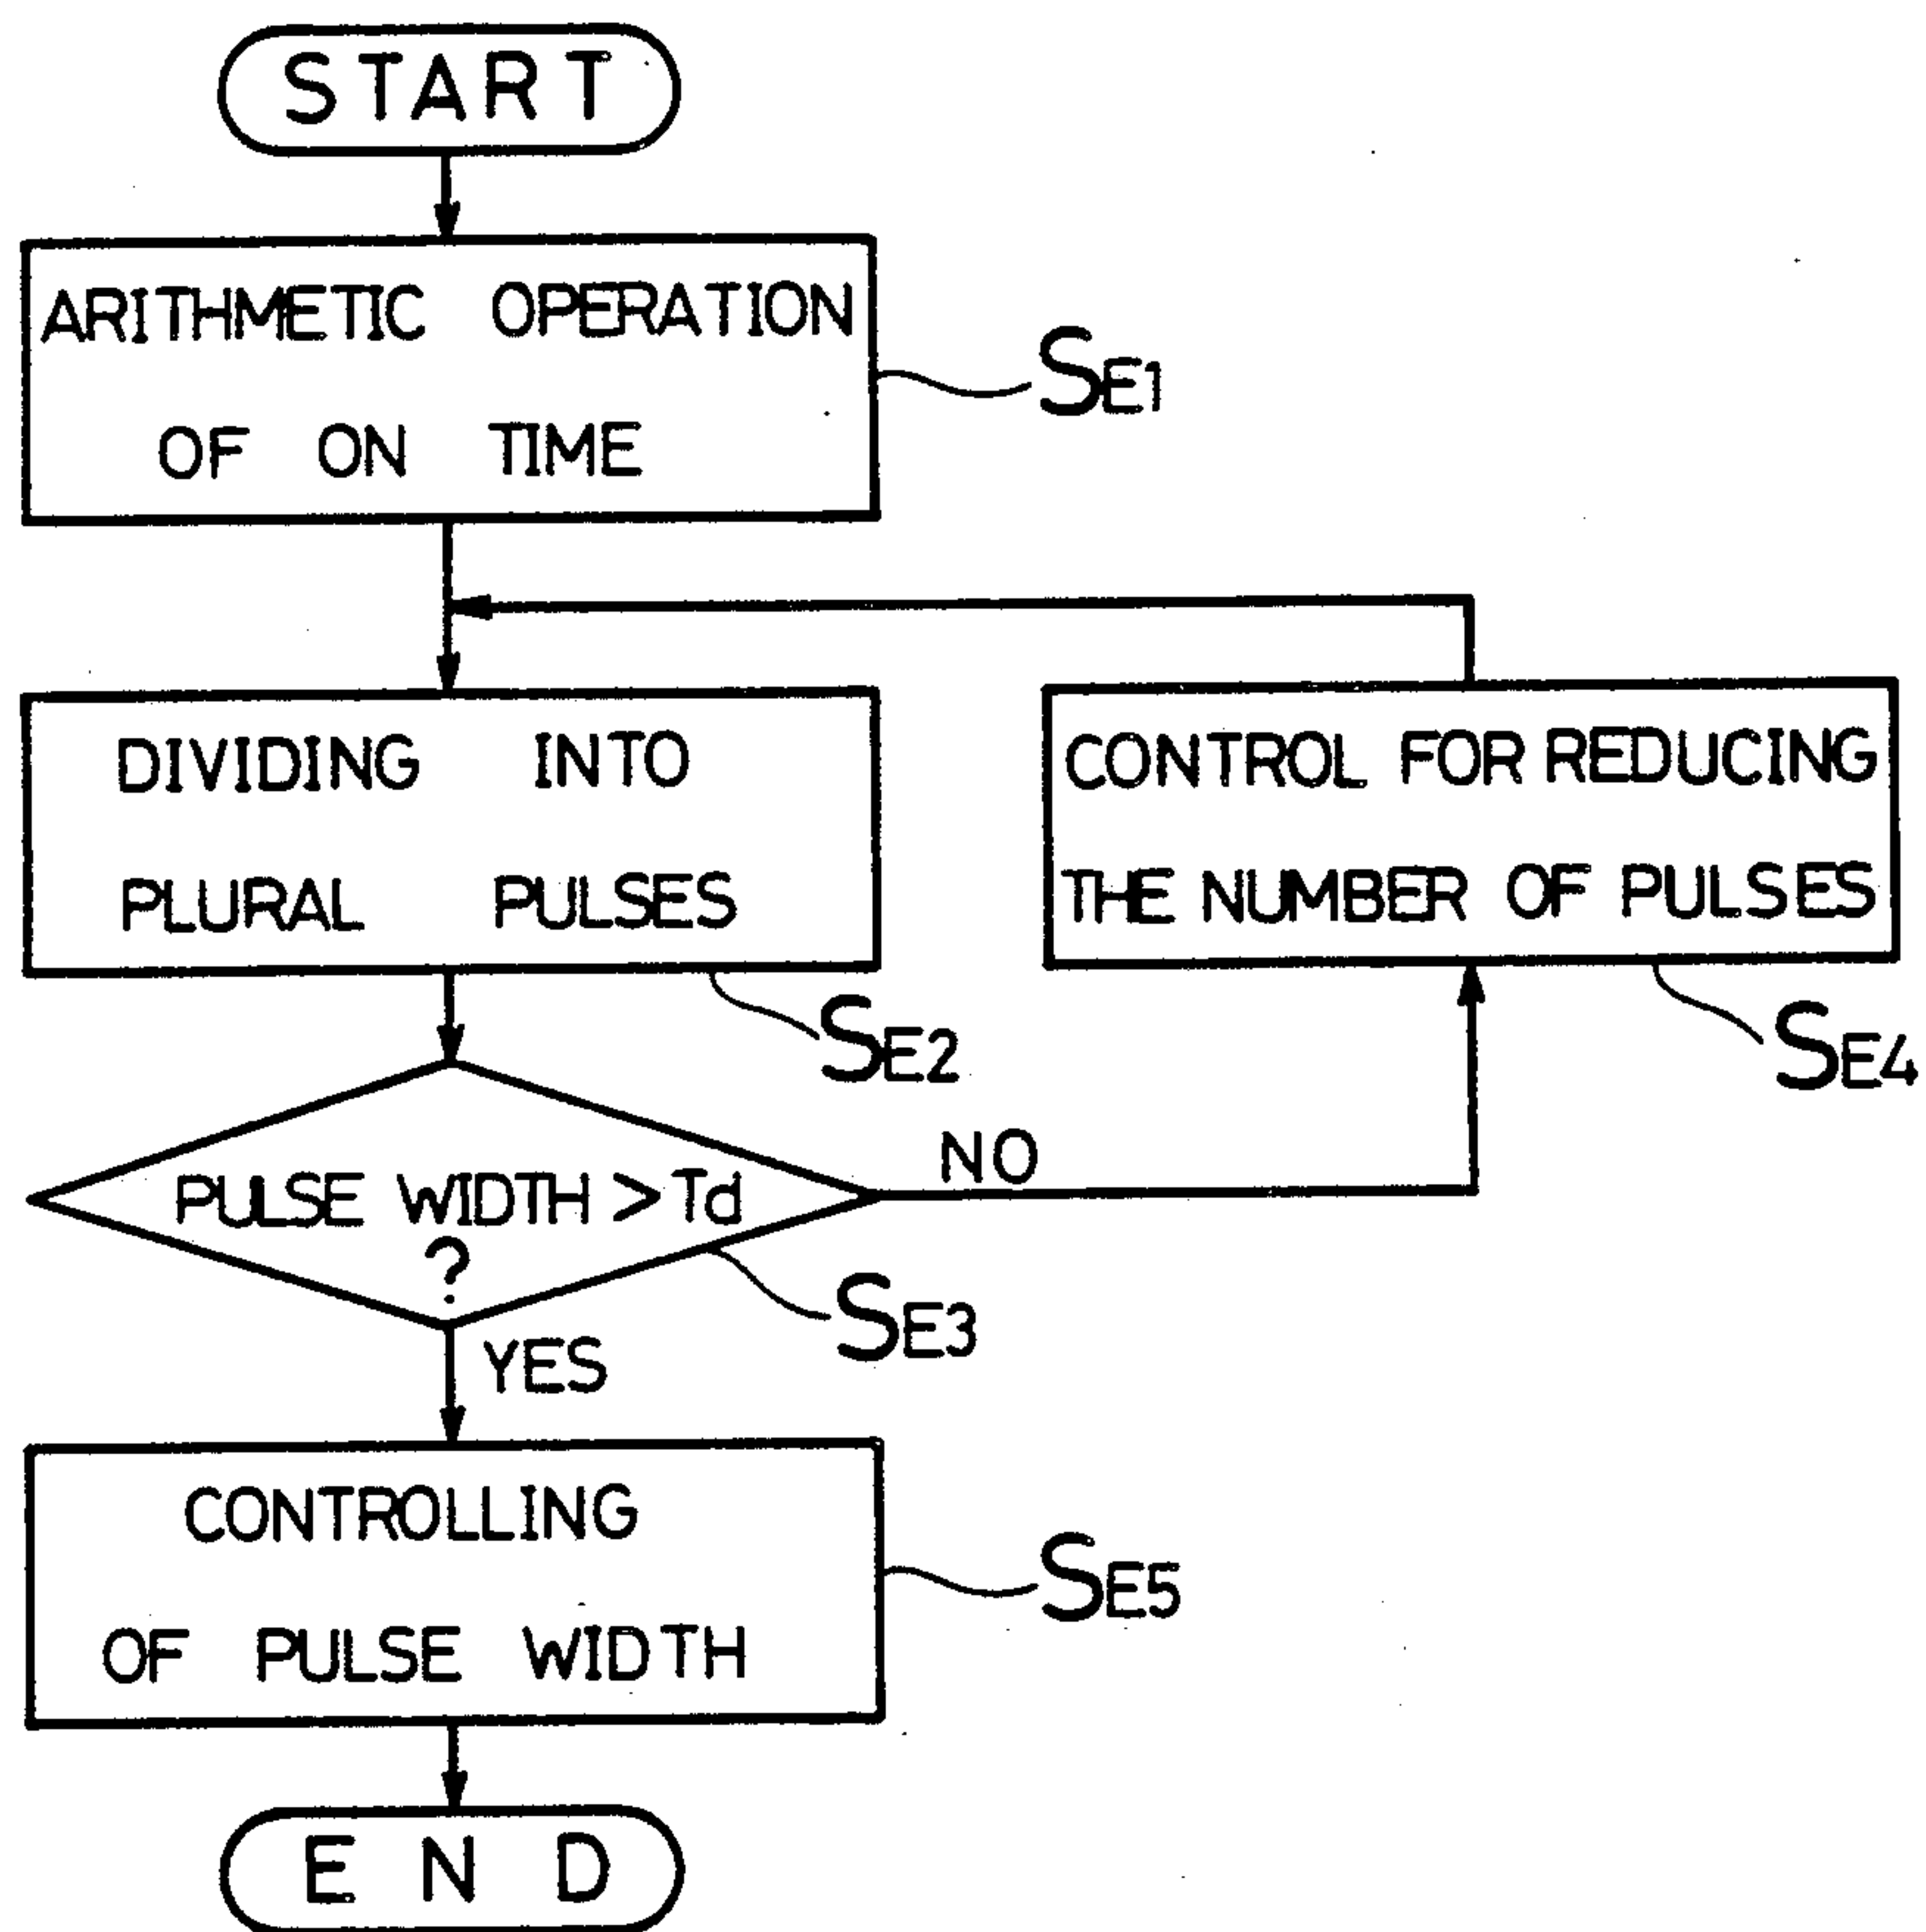 START
ARITHMETIC OPERATION
OF ON TIME
SE1
DIVIDING INTO
PLURAL PULSES
SE2
CONTROL FOR REDUCING
THE NUMBER OF PULSES
SE4
PULSE WIDTH > Td
?
NO
SE3
YES
CONTROLLING
OF PULSE WIDTH
SE5
END